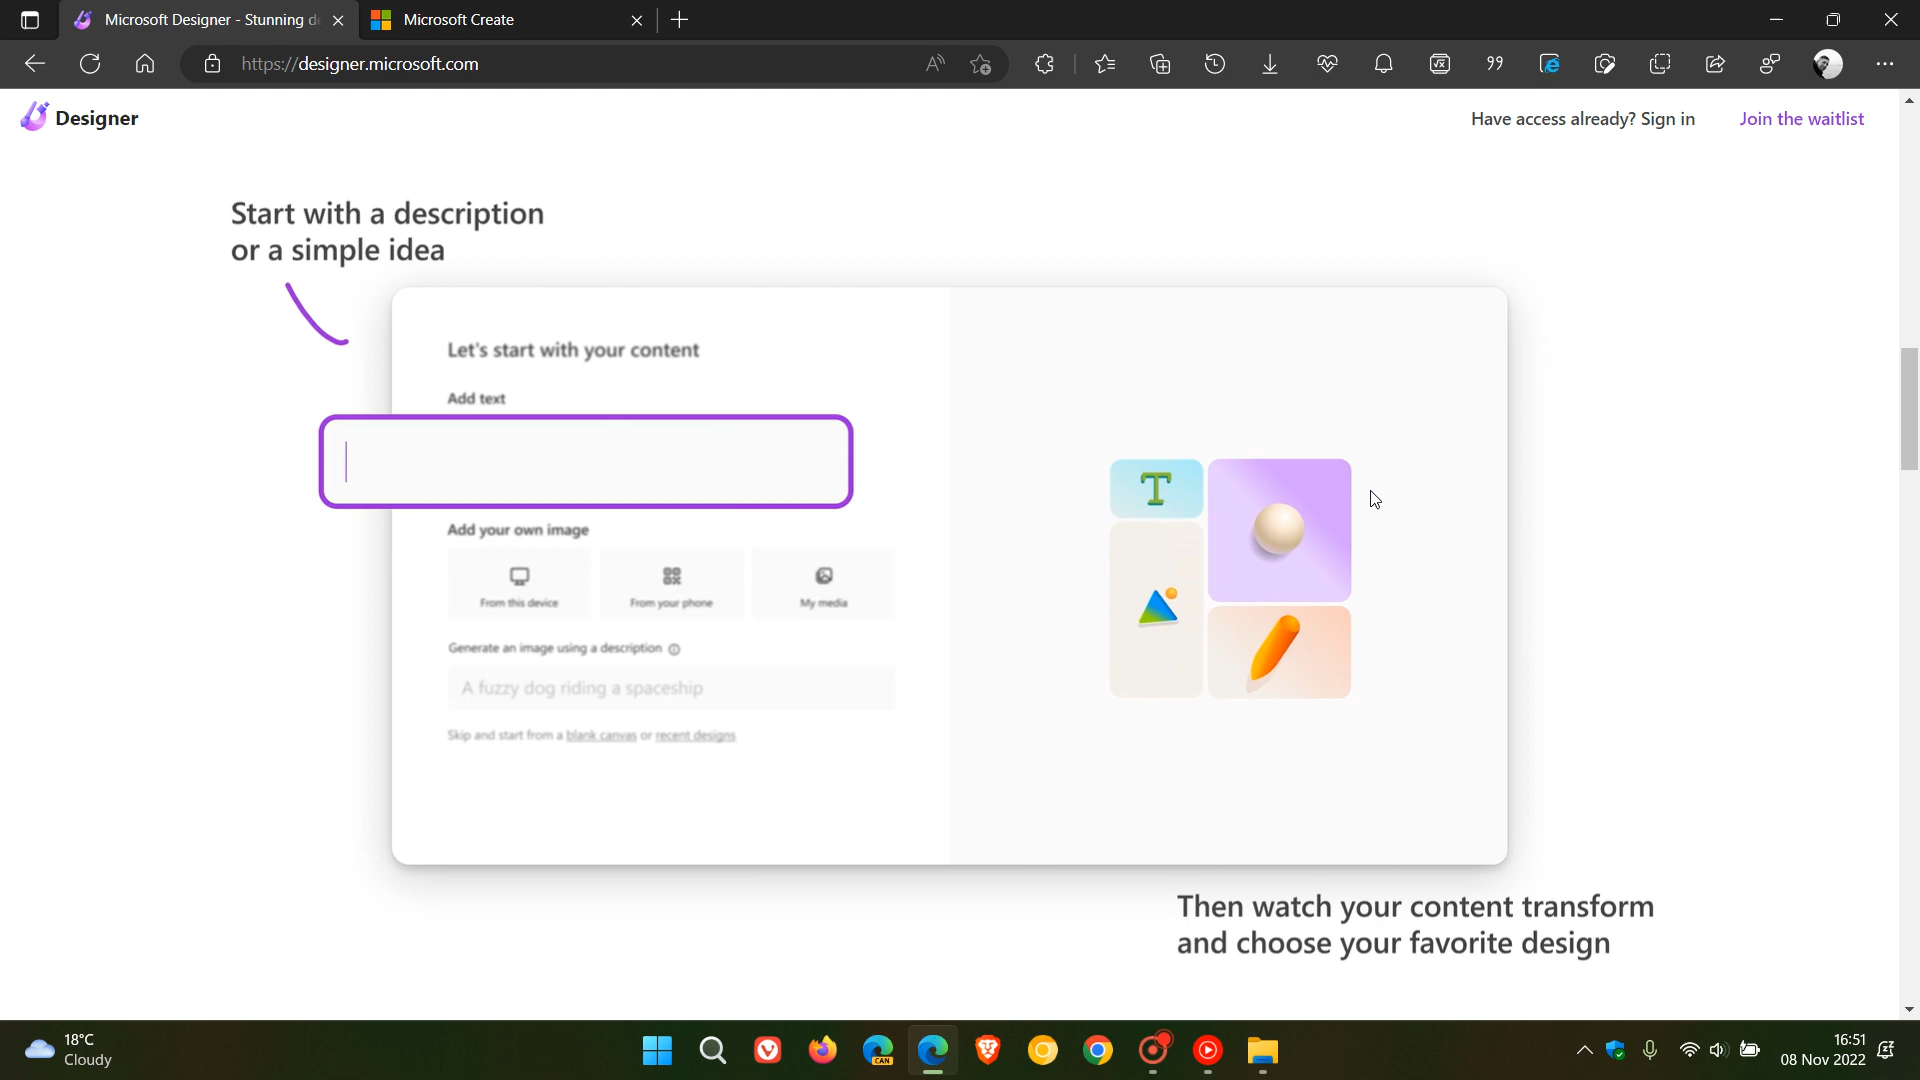 Microsoft Designer - Stunning de
Microsoft Create
https://designer.microsoft.com
Designer
Have access already? Sign in
Join the waitlist
Start with a description
or a simple idea
Let's start with your content
Add text
Add your own image
From this device
From your phone
My media
Generate an image using a description
A fuzzy dog riding a spaceship
Skip and start from a blank canvas or recent designs
T
Then watch your content transform
and choose your favorite design
18°C
Cloudy
CAN
16:51
08 Nov 2022